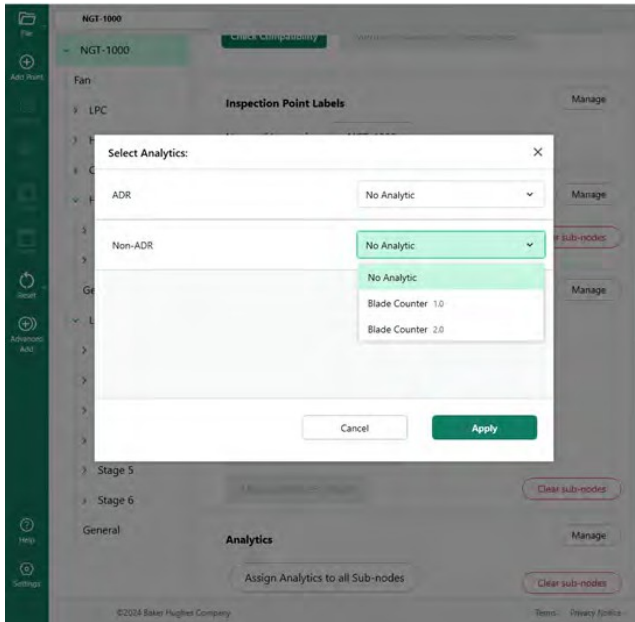 NGT-1000
File
NGT-1000
Check Compatibility
Add Point
Fan
LPC
Inspection Point Labels
Manage
Select Analytics:
ADR
No Analytic
Manage
Non-ADR
No Analytic
sub-nodes
No Analytic
Reset
Manage
Blade Counter 1.0
Advanced
Add
Blade Counter 2.0
Cancel
Apply
Stage 5
Clear sub-nodes
Stage 6
General
Analytics
Manage
Help
Assign Analytics to all Sub-nodes
Clear sub-nodes
Settings
©2024 Baker Hughes Company
Terms
Privacy Notice